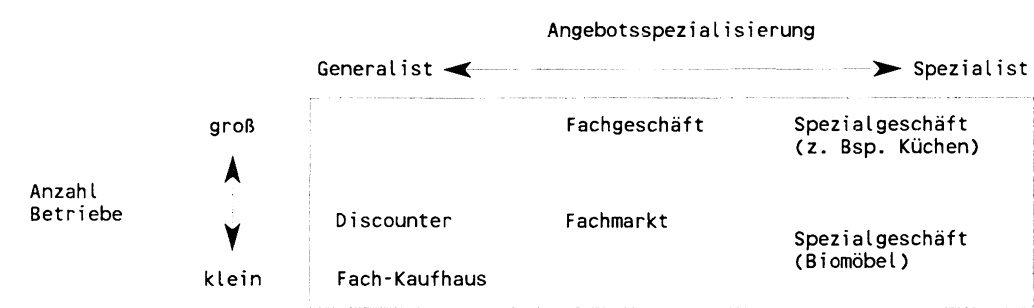 Angebotsspezialisierung
Generalist Spezialist
groß Fachgeschäft Spezialgeschäft
(z. Bsp. Küchen)
Anzahl
Betriebe
Discounter Fachmarkt
Spezialgeschäft
(Biomöbel)
klein Fach-Kaufhaus